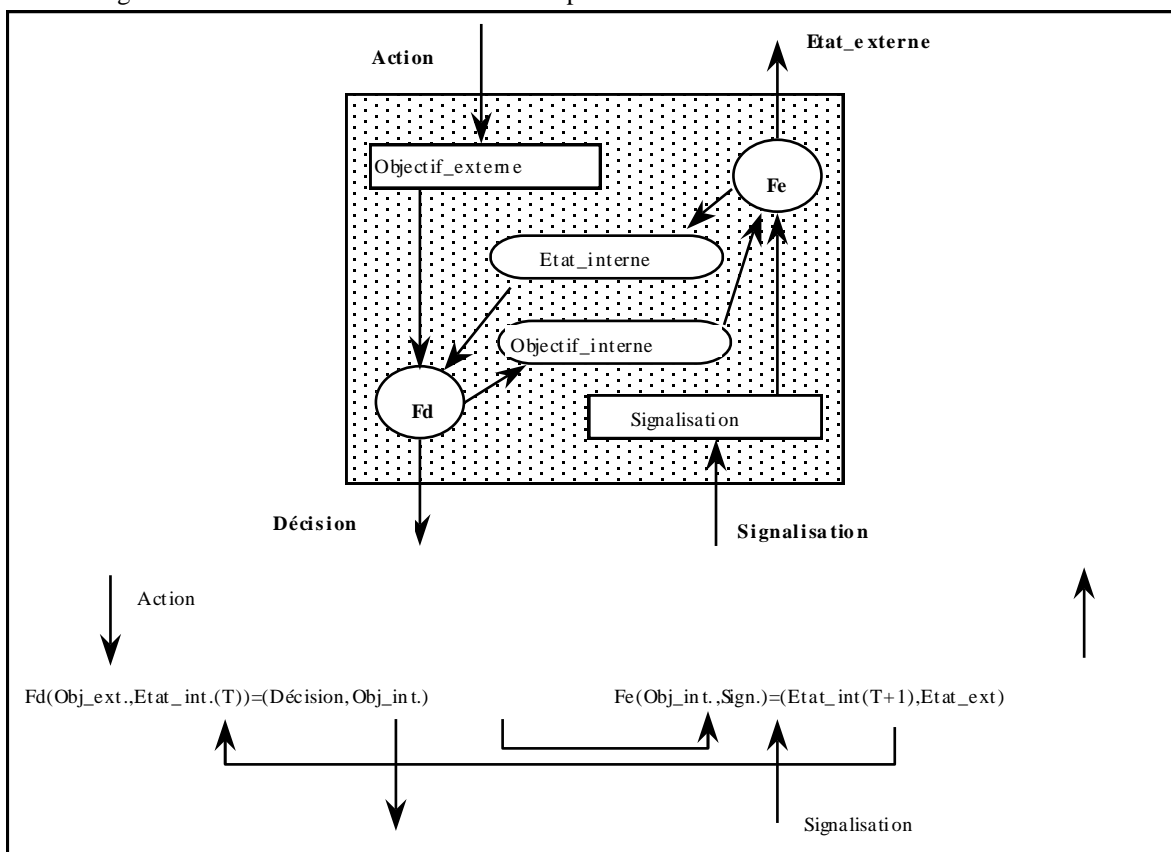 Action
Etat_externe
Objectif_externe
Fe
Etat_interne
Objectif_interne
Fd
Signalisation
Décision
Signalisation
Action
Fd(Obj_ext.,Etat_int.(T))=(Décision,Obj_int.)
Fe(Obj_int.,Sign.)=(Etat_int(T+1),Etat_ext)
Signalisation